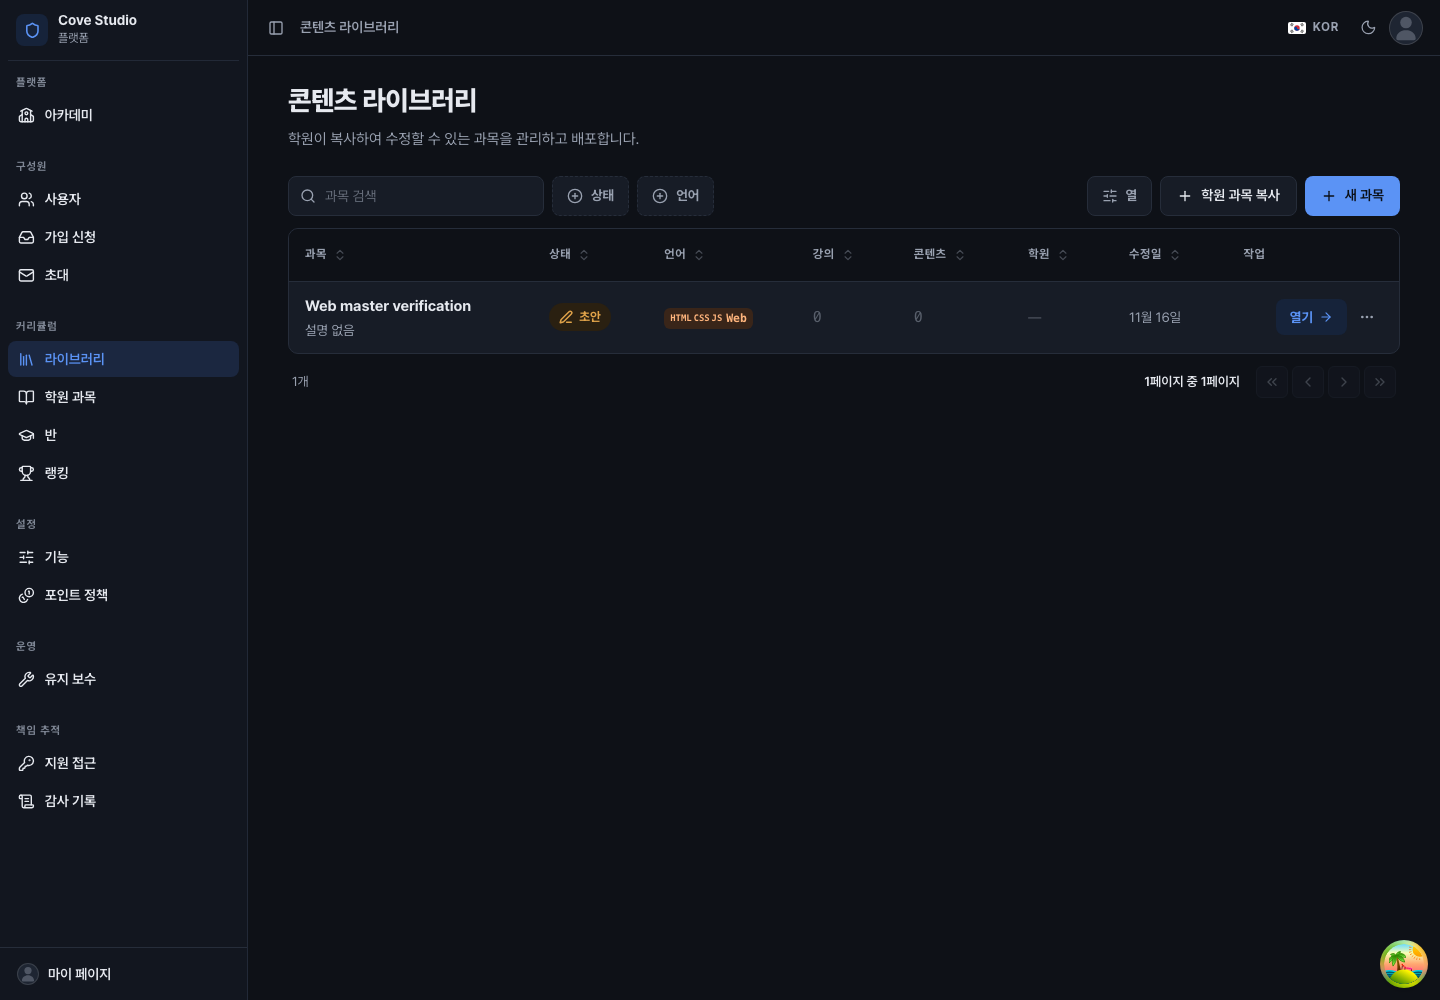 Cove Studio
플랫폼
플랫폼
아카데미
구성원
사용자
가입 신청
초대
커리큘럼
라이브러리
학원 과목
반
랭킹
설정
기능
포인트 정책
운영
유지 보수
책임 추적
지원 접근
감사 기록
마이 페이지
콘텐츠 라이브러리
KOR
콘텐츠 라이브러리
학원이 복사하여 수정할 수 있는 과목을 관리하고 배포합니다.
과목 검색
상태
언어
열
학원 과목 복사
새 과목
과목 상태 언어 강의 콘텐츠 학원 수정일 작업
Web master verification
설명 없음
초안
HTML CSS JS Web
0
0
—
11월 16일
열기
1개
1페이지 중 1페이지